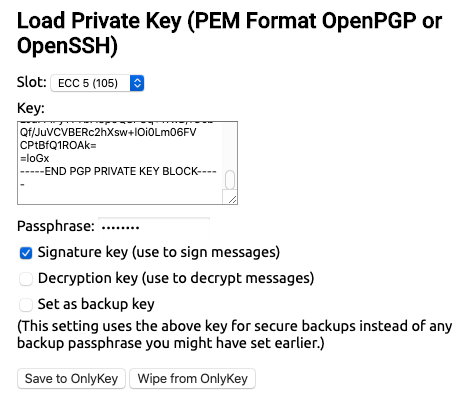 Load Private Key (PEM Format OpenPGP or
OpenSSH)
Slot: ECC 5 (105)
Key:
Qf/JuVCVBERc2hXsw+lOi0Lm06FV
CPtBfQ1ROAk=
=loGx
-----END PGP PRIVATE KEY BLOCK----
-
Passphrase: ••••••••
Signature key (use to sign messages)
Decryption key (use to decrypt messages)
Set as backup key
(This setting uses the above key for secure backups instead of any
backup passphrase you might have set earlier.)
Save to OnlyKey Wipe from OnlyKey